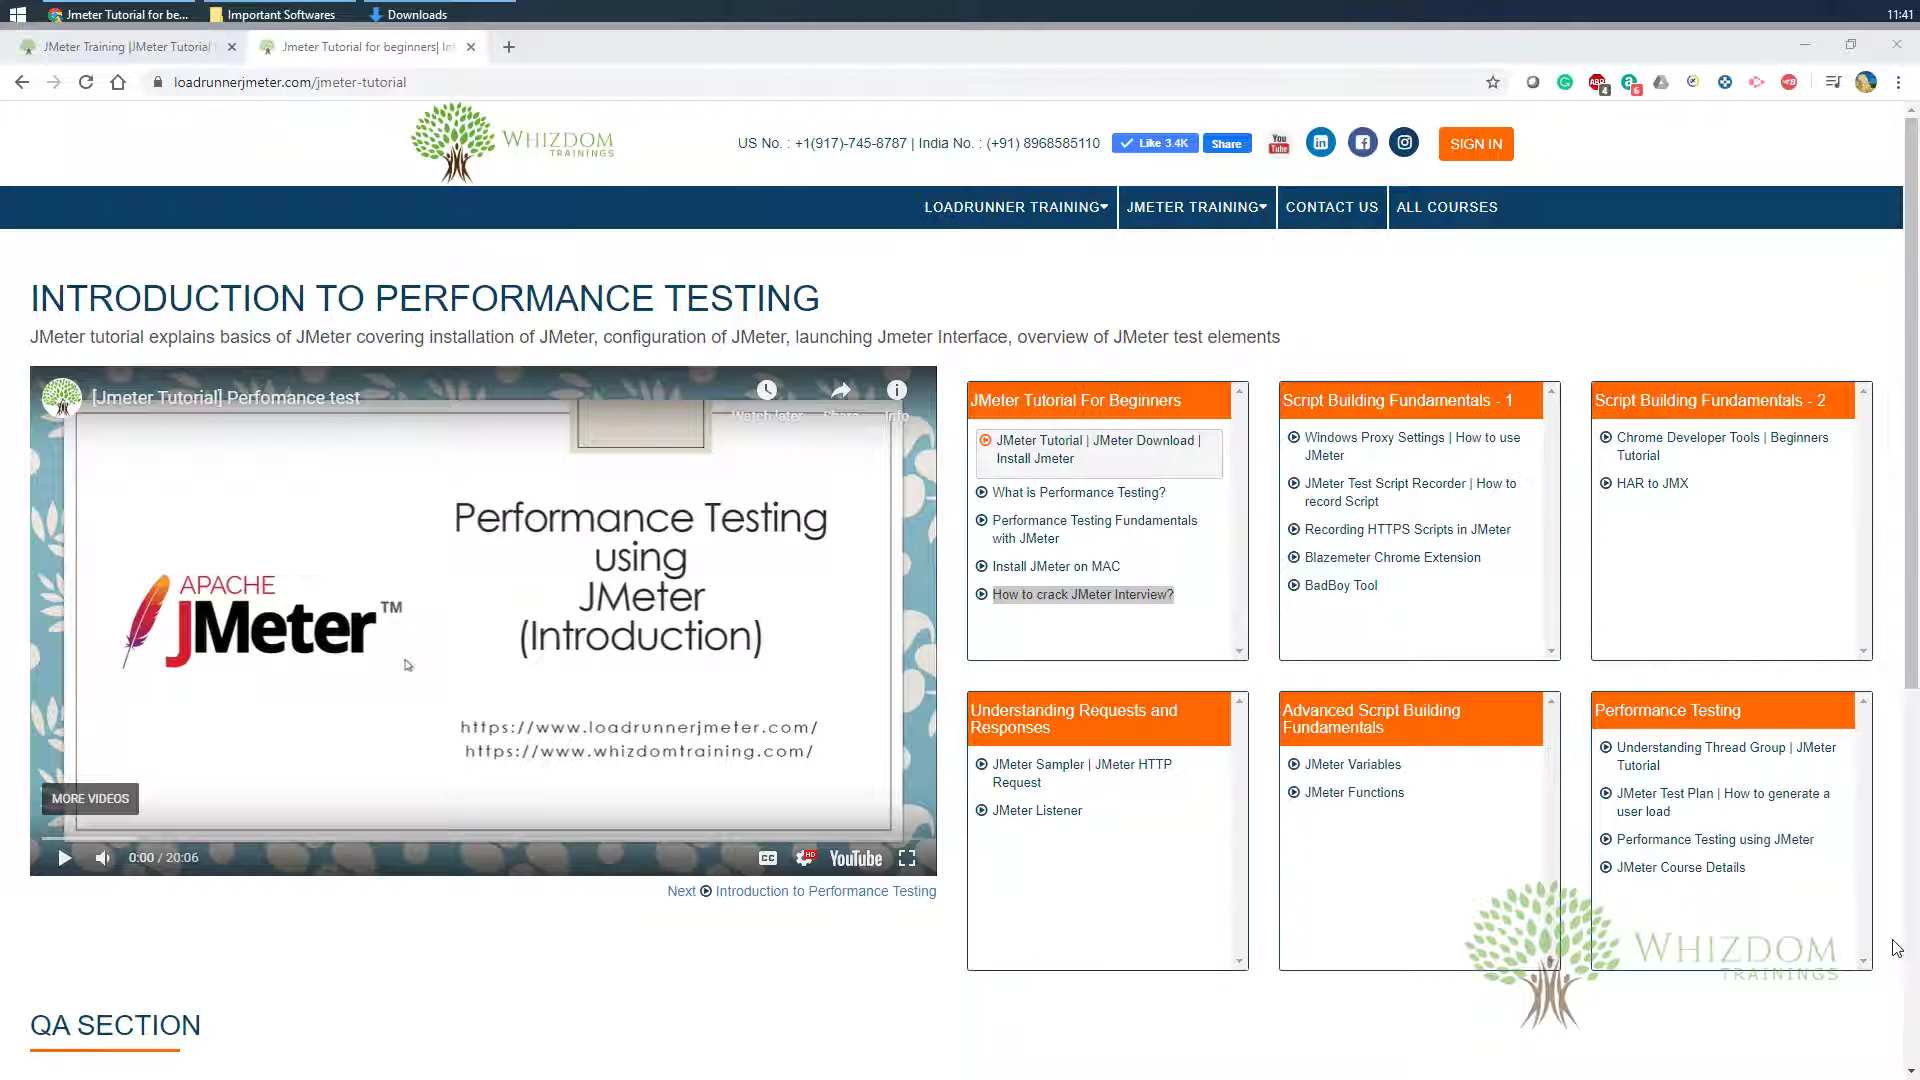 Jmeter Tutorial for be...
Important Softwares
Downloads
11:41
JMeter Training |JMeter Tutorial
Jmeter Tutorial for beginners| In
loadrunnerjmeter.com/jmeter-tutorial
ABP
4
6
WHIZDOM
TRAININGS
US No. : +1(917)-745-8787 | India No. : (+91) 8968585110
Like 3.4K
Share
You
Tube
SIGN IN
LOADRUNNER TRAINING
JMETER TRAINING
CONTACT US
ALL COURSES
INTRODUCTION TO PERFORMANCE TESTING
JMeter tutorial explains basics of JMeter covering installation of JMeter, configuration of JMeter, launching Jmeter Interface, overview of JMeter test elements
[Jmeter Tutorial] Perfomance test
Watch later
Share
Info
Performance Testing
using
JMeter
(Introduction)
APACHE
JMeter™
https://www.loadrunnerjmeter.com/
https://www.whizdomtraining.com/
MORE VIDEOS
0:00 / 20:06
CC
HD
YouTube
Next Introduction to Performance Testing
JMeter Tutorial For Beginners
JMeter Tutorial | JMeter Download |
Install Jmeter
What is Performance Testing?
Performance Testing Fundamentals
with JMeter
Install JMeter on MAC
How to crack JMeter Interview?
Script Building Fundamentals - 1
Windows Proxy Settings | How to use
JMeter
JMeter Test Script Recorder | How to
record Script
Recording HTTPS Scripts in JMeter
Blazemeter Chrome Extension
BadBoy Tool
Script Building Fundamentals - 2
Chrome Developer Tools | Beginners
Tutorial
HAR to JMX
Understanding Requests and
Responses
JMeter Sampler | JMeter HTTP
Request
JMeter Listener
Advanced Script Building
Fundamentals
JMeter Variables
JMeter Functions
Performance Testing
Understanding Thread Group | JMeter
Tutorial
JMeter Test Plan | How to generate a
user load
Performance Testing using JMeter
JMeter Course Details
WHIZDOM
TRAININGS
QA SECTION